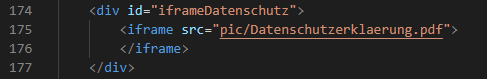 174 <div id="iframeDatenschutz">
175 <iframe src="pic/Datenschutzerklaerung.pdf">
176 </iframe>
177 </div>